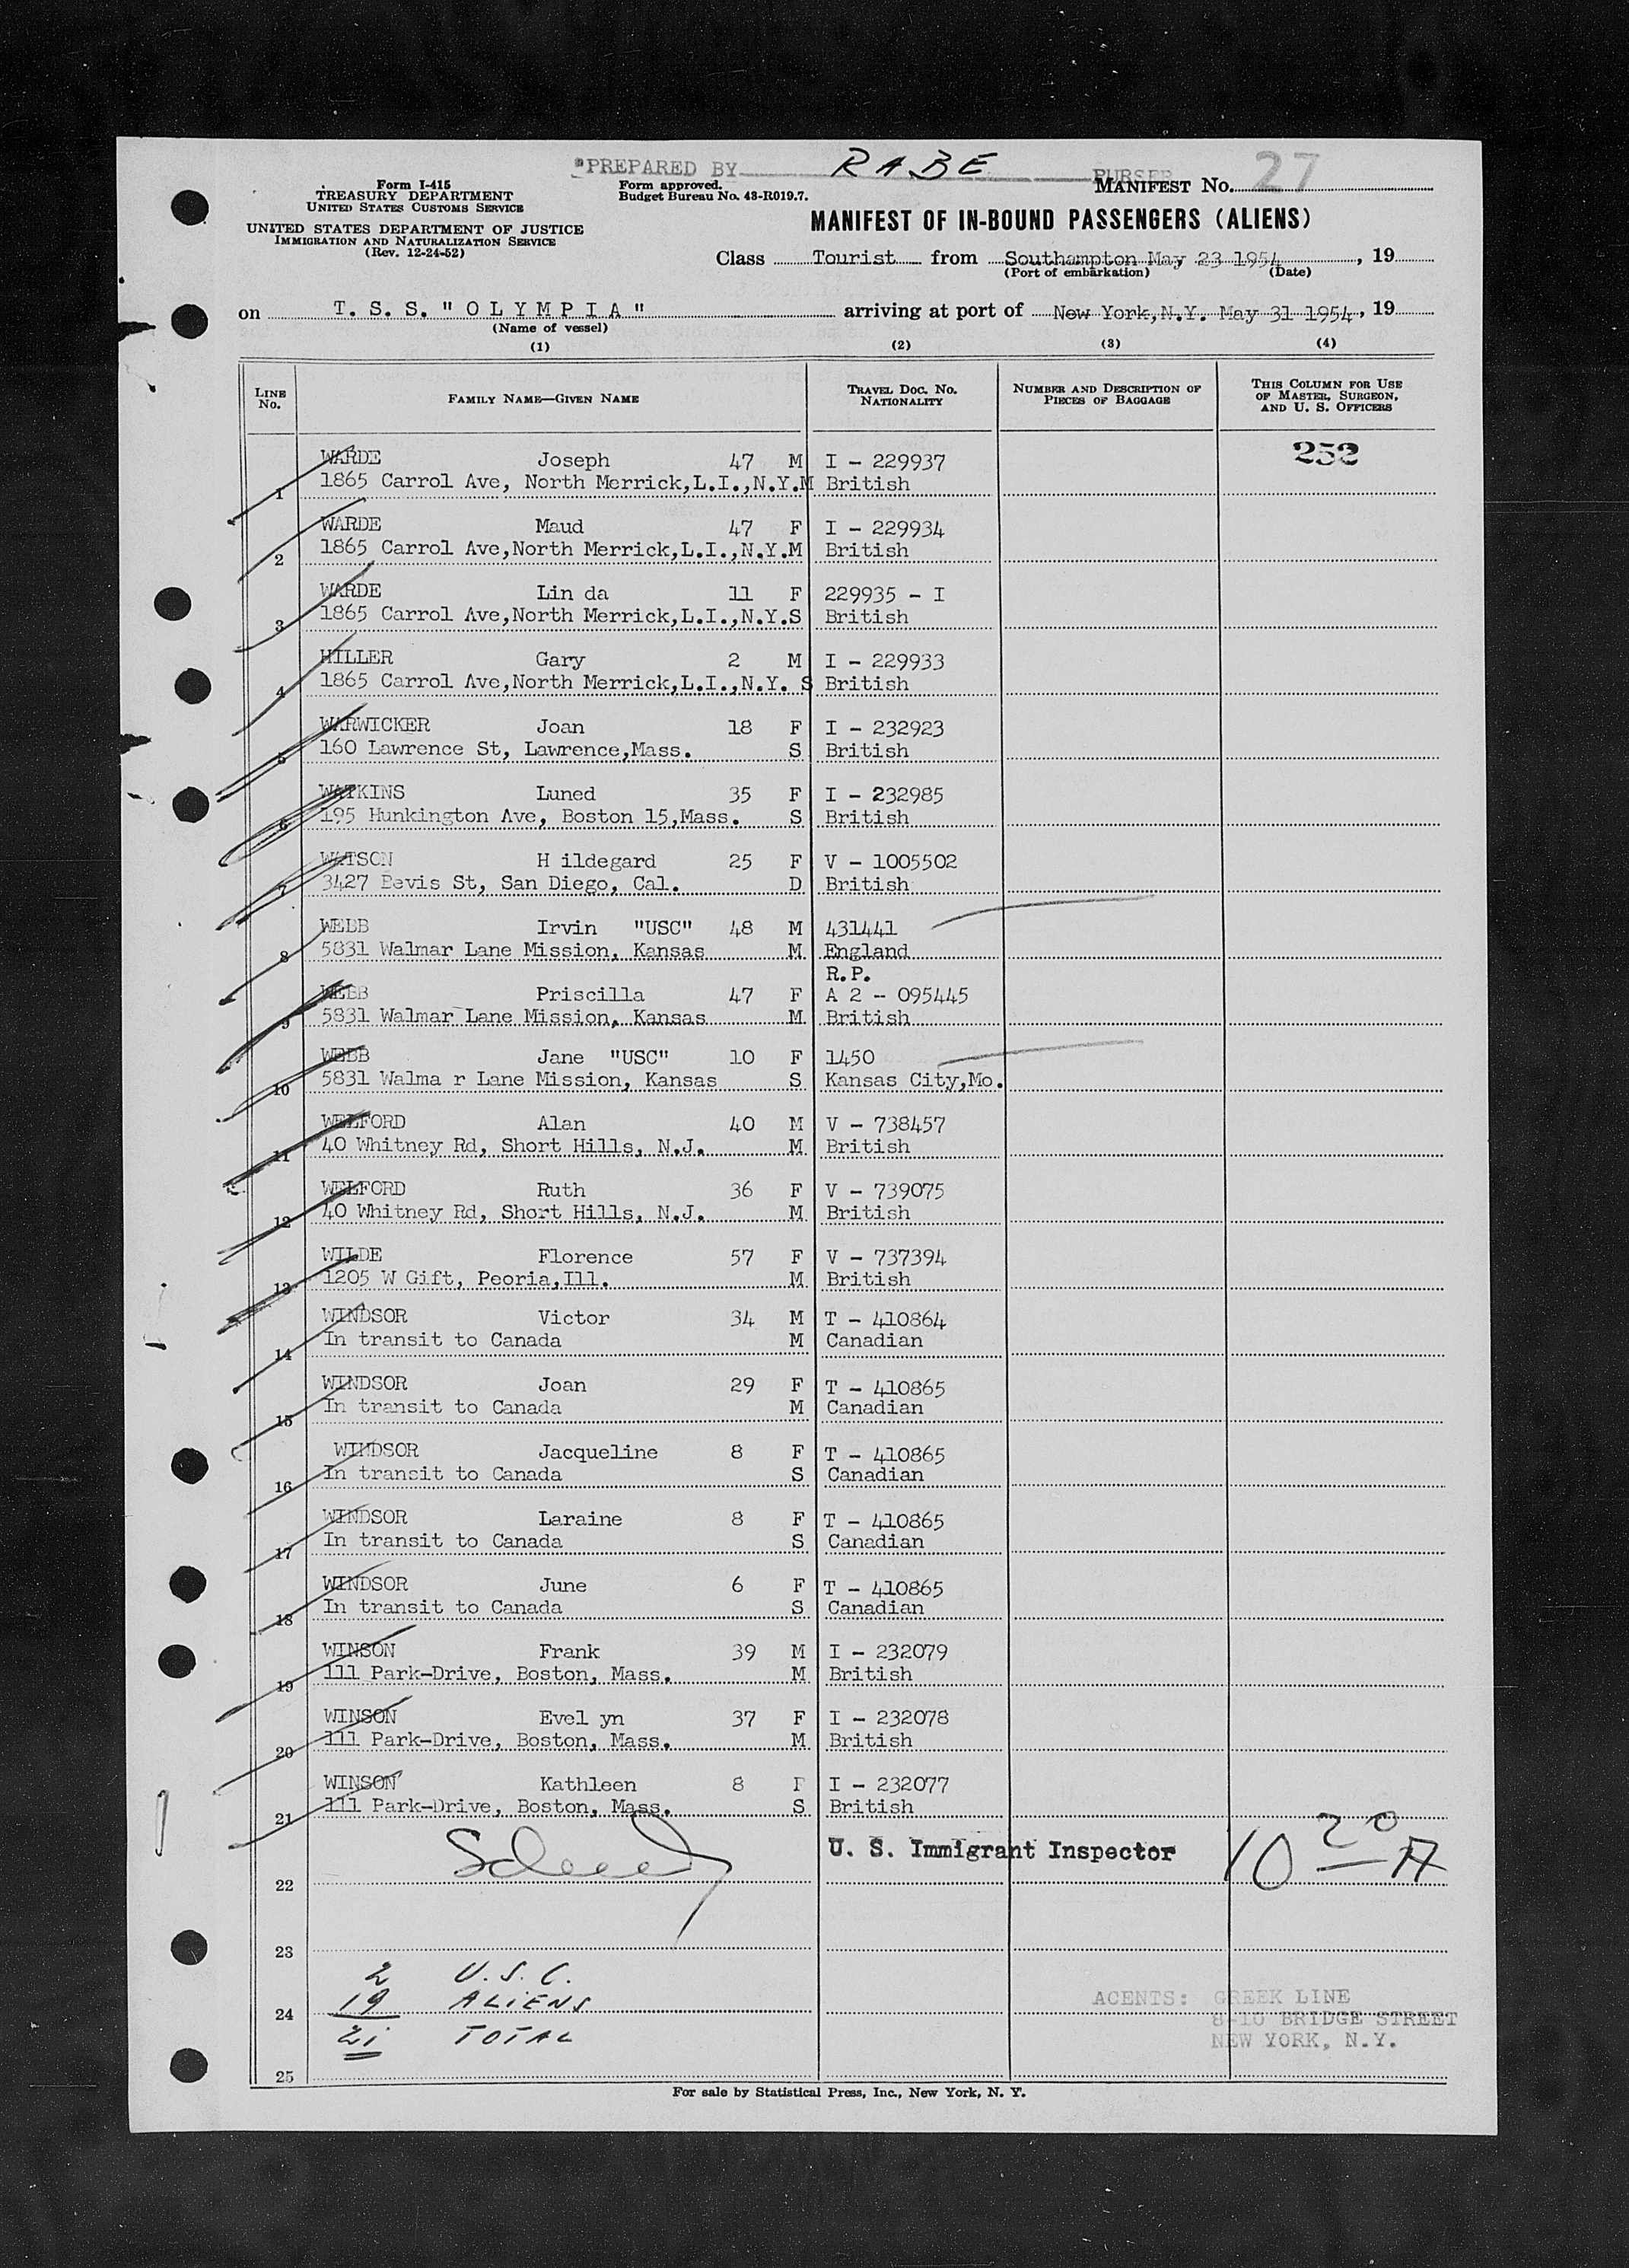 PREPARED BY RABE PURSER
Form I-415
TREASURY DEPARTMENT
UNITED STATES CUSTOMS SERVICE
UNITED STATES DEPARTMENT OF JUSTICE
IMMIGRATION AND NATURALIZATION SERVICE
(Rev. 12-24-52)
Form approved.
Budget Bureau No. 43-R019.7.
MANIFEST No. 27
MANIFEST OF IN-BOUND PASSENGERS (ALIENS)
Class Tourist from Southampton May 23 1954, 19
(Port of embarkation) (Date)
on T. S. S. " O L Y M P I A " arriving at port of New York,N.Y. May 31 1954, 19
(Name of vessel)
(1) (2) (3) (4)
LINE No. FAMILY NAME—GIVEN NAME TRAVEL DOC. NO. NATIONALITY NUMBER AND DESCRIPTION OF PIECES OF BAGGAGE THIS COLUMN FOR USE OF MASTER, SURGEON, AND U. S. OFFICERS
252
WARDE Joseph 47 M I - 229937
1 1865 Carrol Ave, North Merrick,L.I.,N.Y.M British
WARDE Maud 47 F I - 229934
2 1865 Carrol Ave,North Merrick,L.I.,N.Y.M British
WARDE Lin da 11 F 229935 - I
3 1865 Carrol Ave,North Merrick,L.I.,N.Y.S British
HILLER Gary 2 M I - 229933
4 1865 Carrol Ave,North Merrick,L.I.,N.Y. S British
WARWICKER Joan 18 F I - 232923
5 160 Lawrence St, Lawrence,Mass. S British
WATKINS Luned 35 F I - 232985
6 195 Hunkington Ave, Boston 15,Mass. S British
WATSON H ildegard 25 F V - 1005502
7 3427 Bevis St, San Diego, Cal. D British
WEBB Irvin "USC" 48 M 431441
8 5831 Walmar Lane Mission, Kansas M England
R.P.
WEBB Priscilla 47 F A 2 - 095445
9 5831 Walmar Lane Mission, Kansas M British
WEBB Jane "USC" 10 F 1450
10 5831 Walma r Lane Mission, Kansas S Kansas City,Mo.
WELFORD Alan 40 M V - 738457
11 40 Whitney Rd, Short Hills, N.J. M British
WELFORD Ruth 36 F V - 739075
12 40 Whitney Rd, Short Hills, N.J. M British
WILDE Florence 57 F V - 737394
13 1205 W Gift, Peoria,Ill. M British
WINDSOR Victor 34 M T - 410864
14 In transit to Canada M Canadian
WINDSOR Joan 29 F T - 410865
15 In transit to Canada M Canadian
WINDSOR Jacqueline 8 F T - 410865
16 In transit to Canada S Canadian
WINDSOR Laraine 8 F T - 410865
17 In transit to Canada S Canadian
WINDSOR June 6 F T - 410865
18 In transit to Canada S Canadian
WINSON Frank 39 M I - 232079
19 111 Park-Drive, Boston, Mass. M British
WINSON Evel yn 37 F I - 232078
20 111 Park-Drive, Boston, Mass. M British
WINSON Kathleen 8 F I - 232077
21 111 Park-Drive, Boston, Mass. S British
U. S. Immigrant Inspector 10 20 A
22
23
2 U.S.C.
24 19 ALIENS
21 TOTAL
AGENTS: GREEK LINE
8-10 BRIDGE STREET
NEW YORK, N.Y.
25
For sale by Statistical Press, Inc., New York, N. Y.